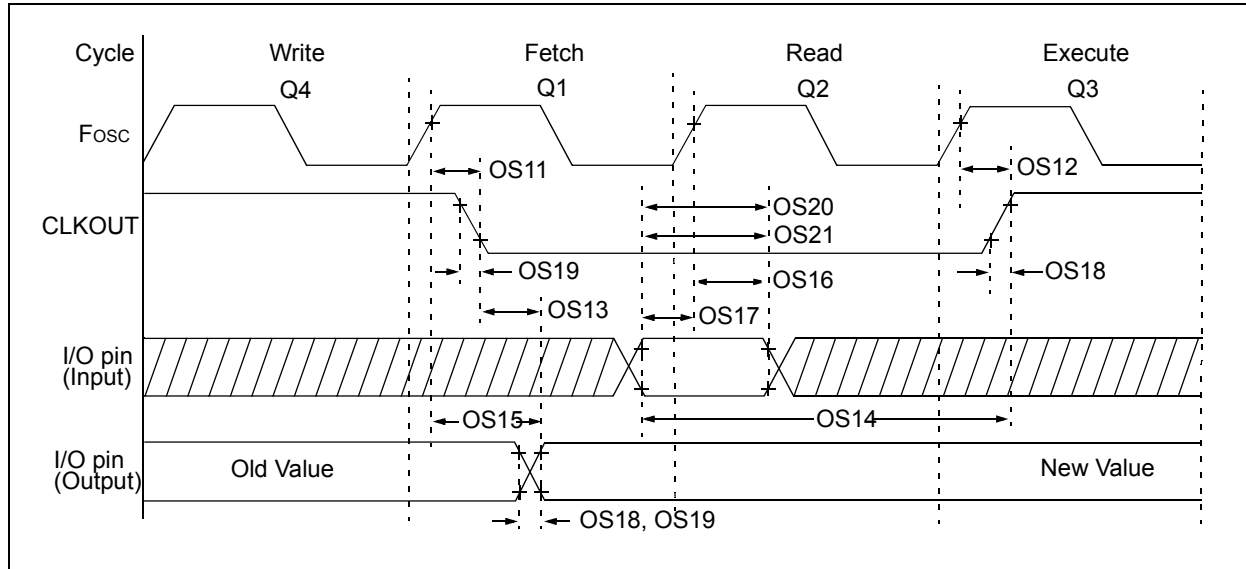 Cycle Write Fetch Read Execute
Q4 Q1 Q2 Q3
Fosc
OS11 OS12
CLKOUT
OS20
OS21
OS19 OS16 OS18
OS13 OS17
I/O pin
(Input)
OS15 OS14
I/O pin
(Output)
Old Value New Value
OS18, OS19